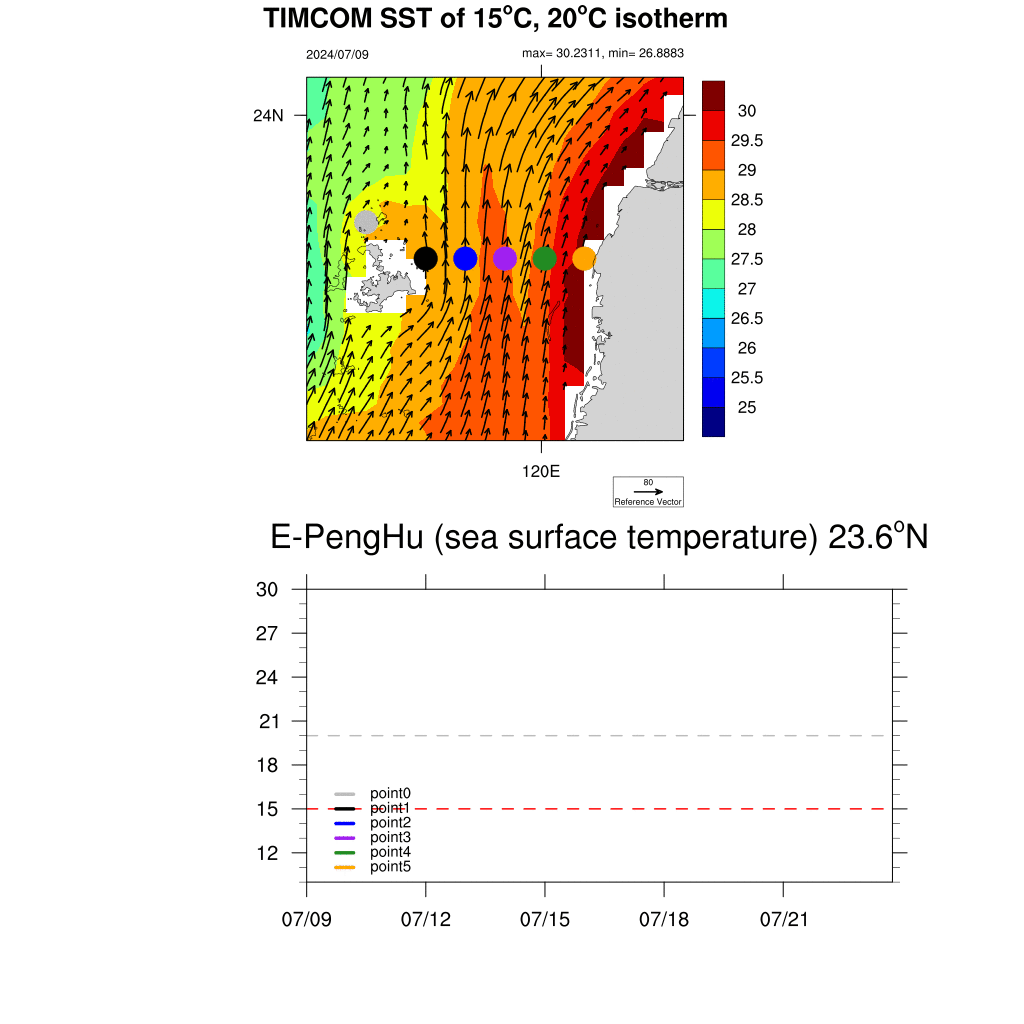 TIMCOM SST of 15°C, 20°C isotherm
2024/07/09 max= 30.2311, min= 26.8883
24N
120E
30
29.5
29
28.5
28
27.5
27
26.5
26
25.5
25
80
Reference Vector
E-PengHu (sea surface temperature) 23.6°N
30
27
24
21
18
15
12
point0
point1
point2
point3
point4
point5
07/09 07/12 07/15 07/18 07/21